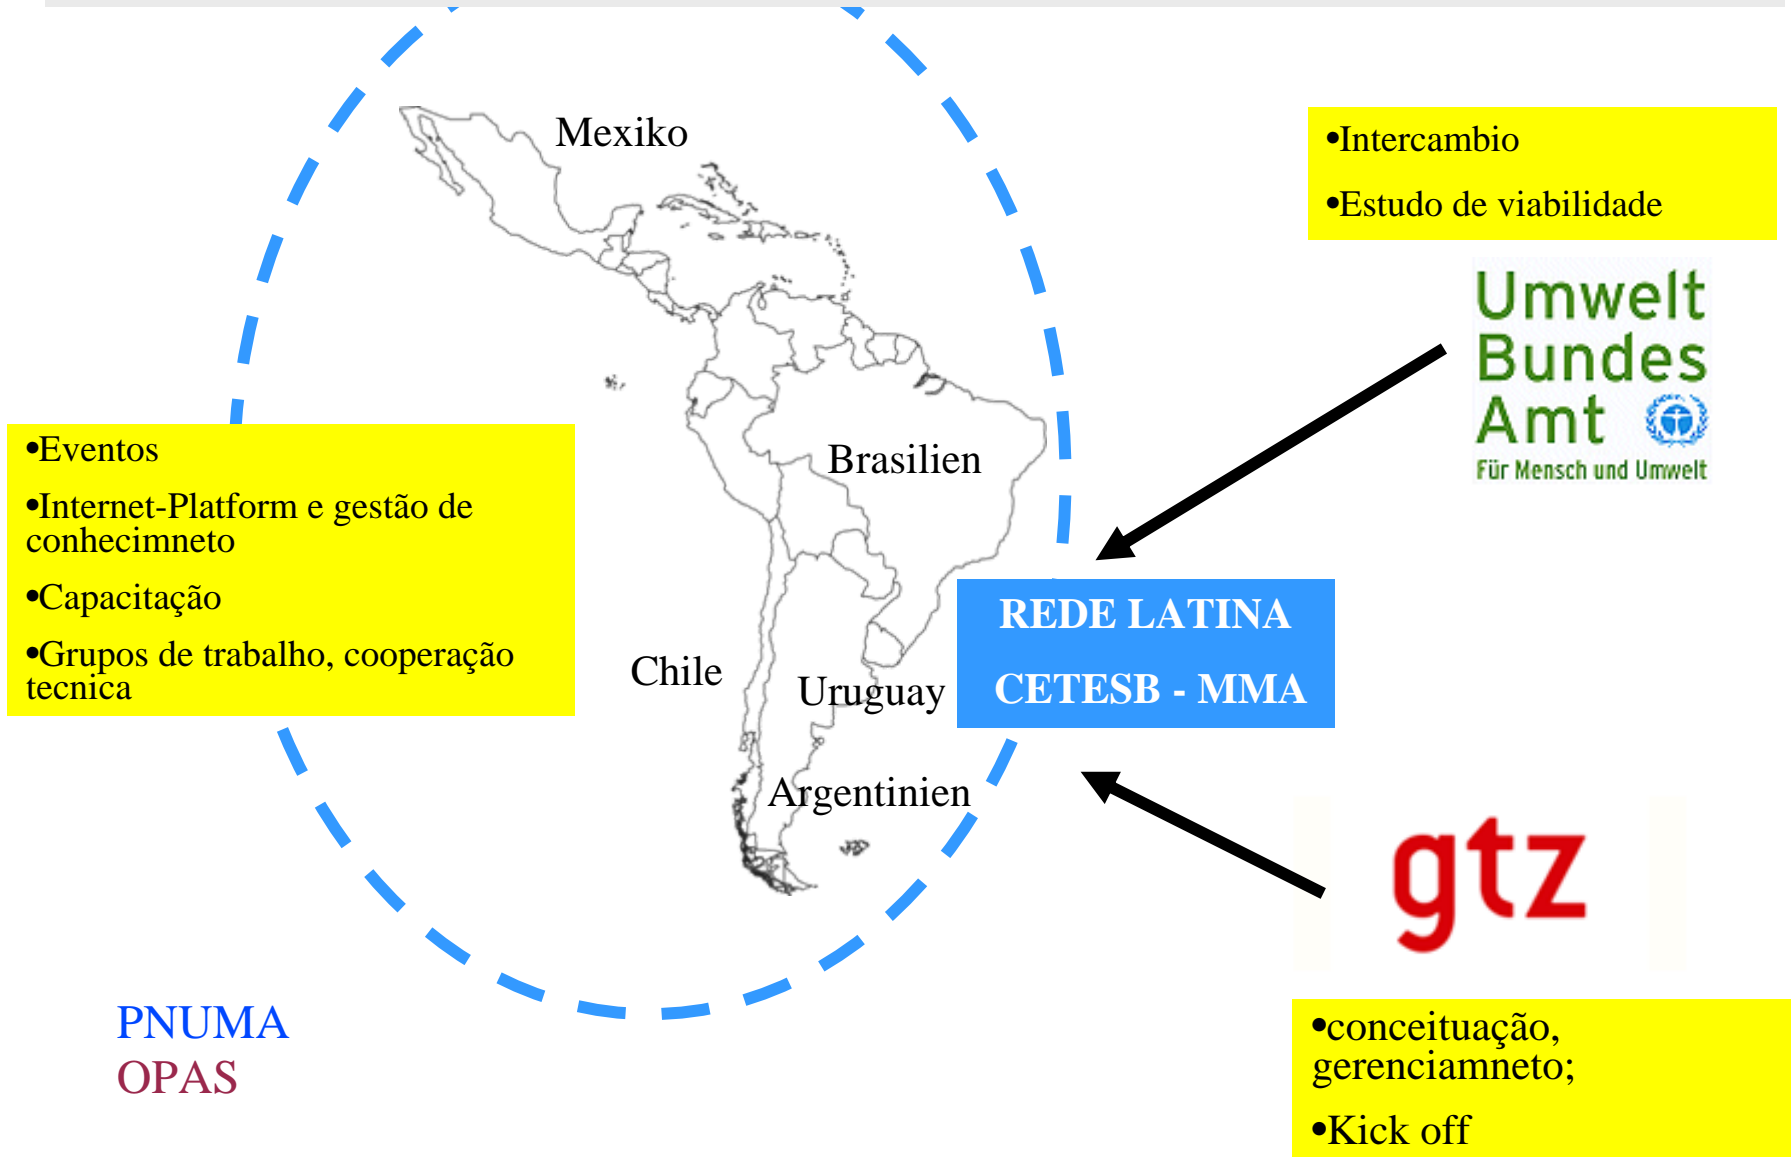 Mexiko
•Intercambio
•Estudo de viabilidade
Umwelt
Bundes
Amt
Für Mensch und Umwelt
•Eventos
•Internet-Platform e gestão de
conhecimneto
•Capacitação
•Grupos de trabalho, cooperação
tecnica
Brasilien
Chile
Uruguay
Argentinien
REDE LATINA
CETESB - MMA
gtz
PNUMA
OPAS
•conceituação,
gerenciamneto;
•Kick off